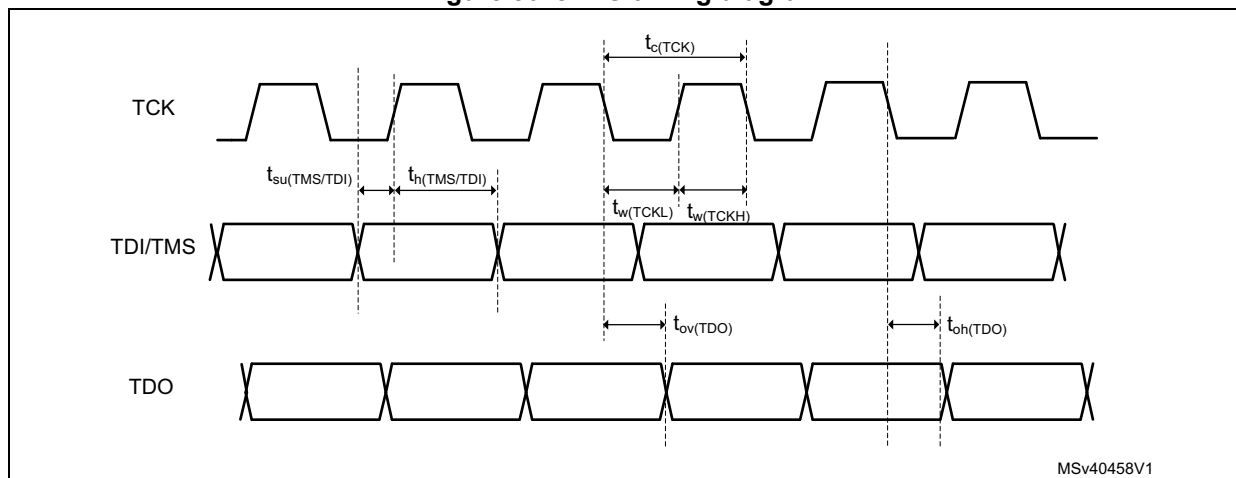 TCK
tc(TCK)
tsu(TMS/TDI)
th(TMS/TDI)
tw(TCKL)
tw(TCKH)
TDI/TMS
tov(TDO)
toh(TDO)
TDO
MSv40458V1